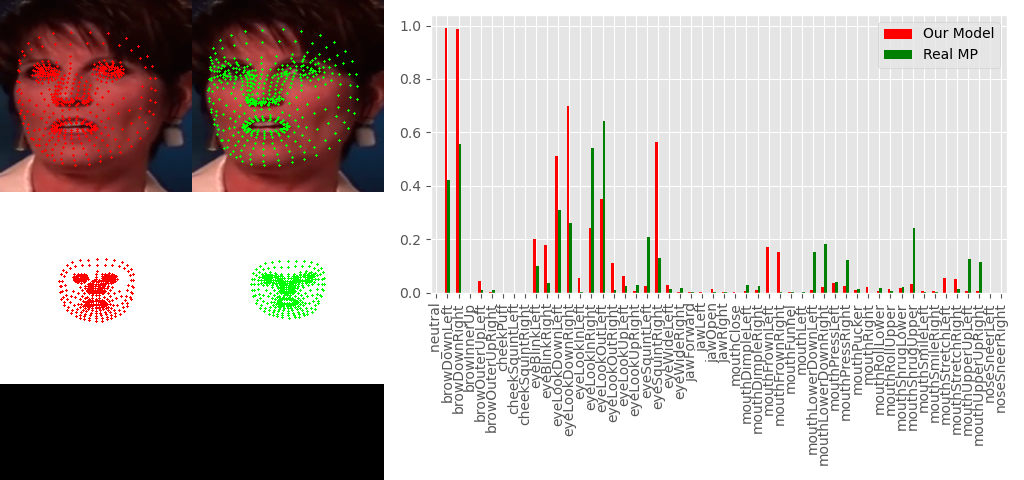 1.0
0.8
0.6
0.4
0.2
0.0
Our Model
Real MP
neutral
browDownLeft
browDownRight
browInnerUp
browOuterUpLeft
browOuterUpRight
cheekPuff
cheekSquintLeft
cheekSquintRight
eyeBlinkLeft
eyeBlinkRight
eyeLookDownLeft
eyeLookDownRight
eyeLookInLeft
eyeLookInRight
eyeLookOutLeft
eyeLookOutRight
eyeLookUpLeft
eyeLookUpRight
eyeSquintLeft
eyeSquintRight
eyeWideLeft
eyeWideRight
jawForward
jawLeft
jawOpen
jawRight
mouthClose
mouthDimpleLeft
mouthDimpleRight
mouthFrownLeft
mouthFrownRight
mouthFunnel
mouthLeft
mouthLowerDownLeft
mouthLowerDownRight
mouthPressLeft
mouthPressRight
mouthPucker
mouthRight
mouthRollLower
mouthRollUpper
mouthShrugLower
mouthShrugUpper
mouthSmileLeft
mouthSmileRight
mouthStretchLeft
mouthStretchRight
mouthUpperUpLeft
mouthUpperUpRight
noseSneerLeft
noseSneerRight